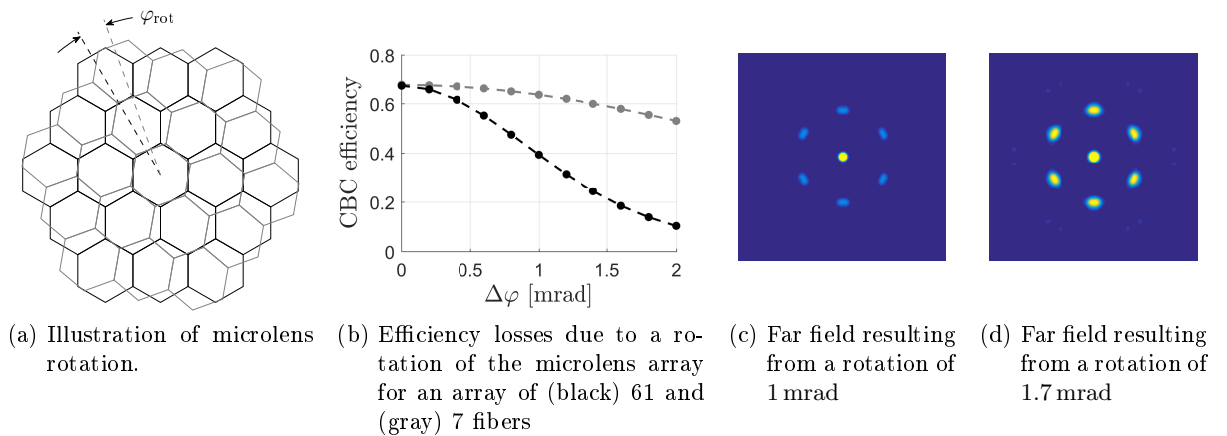 φrot
0.8
0.6
0.4
0.2
0
CBC efficiency
0 0.5 1 1.5 2
Δφ [mrad]
(a) Illustration of microlens
rotation.
(b) Efficiency losses due to a ro-
tation of the microlens array
for an array of (black) 61 and
(gray) 7 fibers
(c) Far field resulting
from a rotation of
1 mrad
(d) Far field resulting
from a rotation of
1.7 mrad